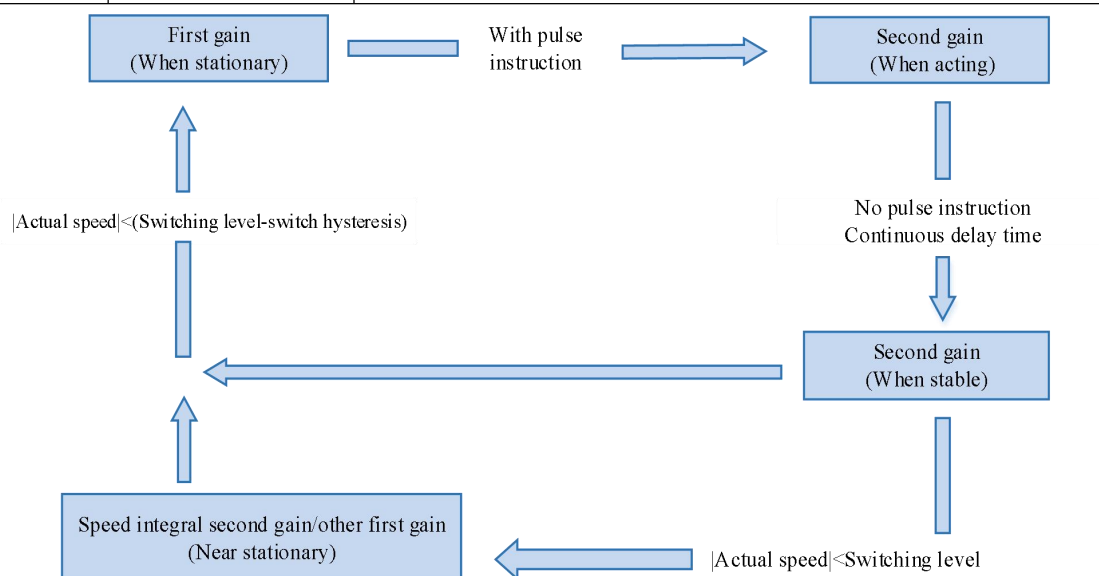 First gain
(When stationary)
With pulse
instruction
Second gain
(When acting)
|Actual speed|<(Switching level-switch hysteresis)
No pulse instruction
Continuous delay time
Second gain
(When stable)
Speed integral second gain/other first gain
(Near stationary)
|Actual speed|<Switching level